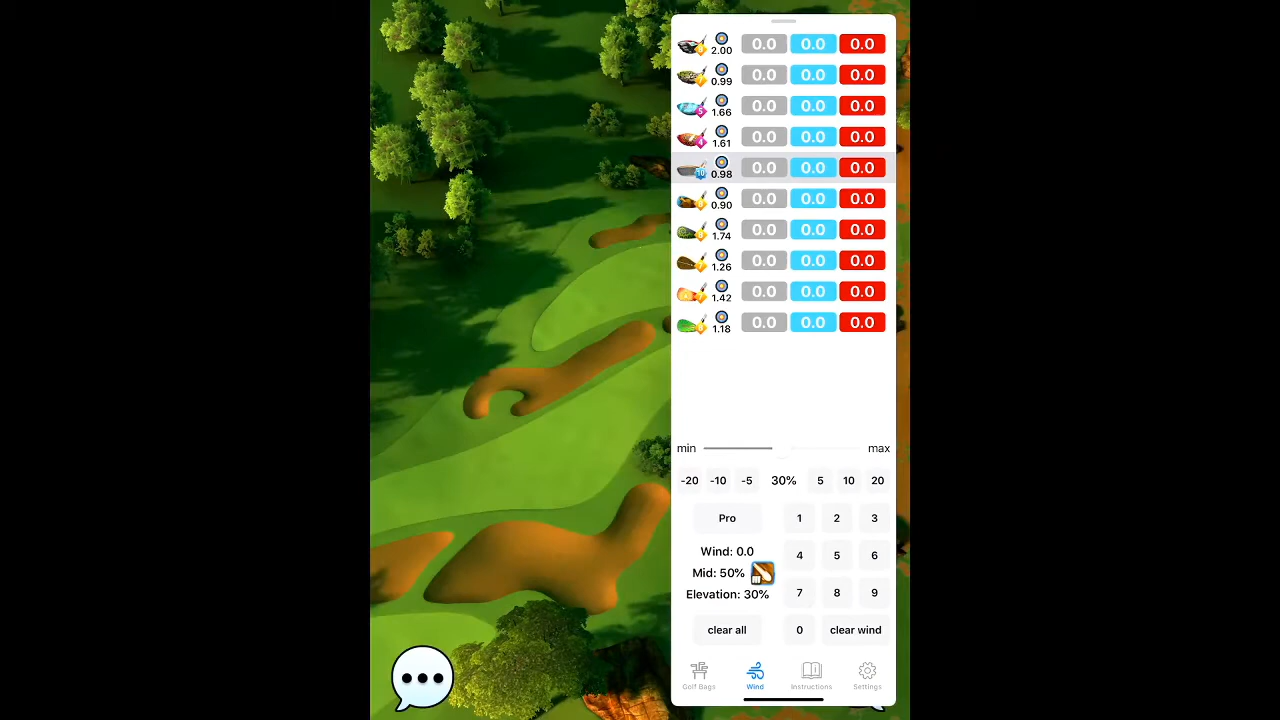 2.00 0.0 0.0 0.0
0.99 0.0 0.0 0.0
1.66 0.0 0.0 0.0
1.61 0.0 0.0 0.0
10 0.98 0.0 0.0 0.0
0.90 0.0 0.0 0.0
1.74 0.0 0.0 0.0
1.26 0.0 0.0 0.0
1.42 0.0 0.0 0.0
1.18 0.0 0.0 0.0
min max
-20 -10 -5 30% 5 10 20
Pro 1 2 3
Wind: 0.0
4 5 6
Mid: 50%
Elevation: 30%
7 8 9
clear all 0 clear wind
Golf Bags Wind Instructions Settings